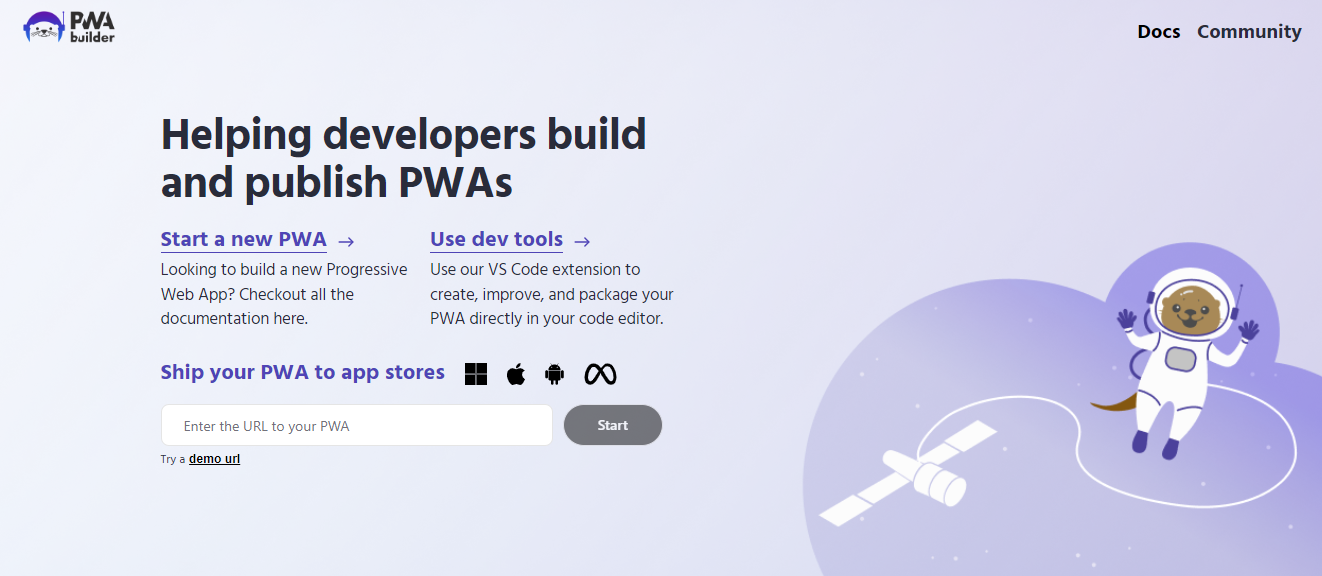 PWA
builder
Docs Community
Helping developers build
and publish PWAs
Start a new PWA →
Looking to build a new Progressive
Web App? Checkout all the
documentation here.
Use dev tools →
Use our VS Code extension to
create, improve, and package your
PWA directly in your code editor.
Ship your PWA to app stores
Enter the URL to your PWA
Start
Try a demo url